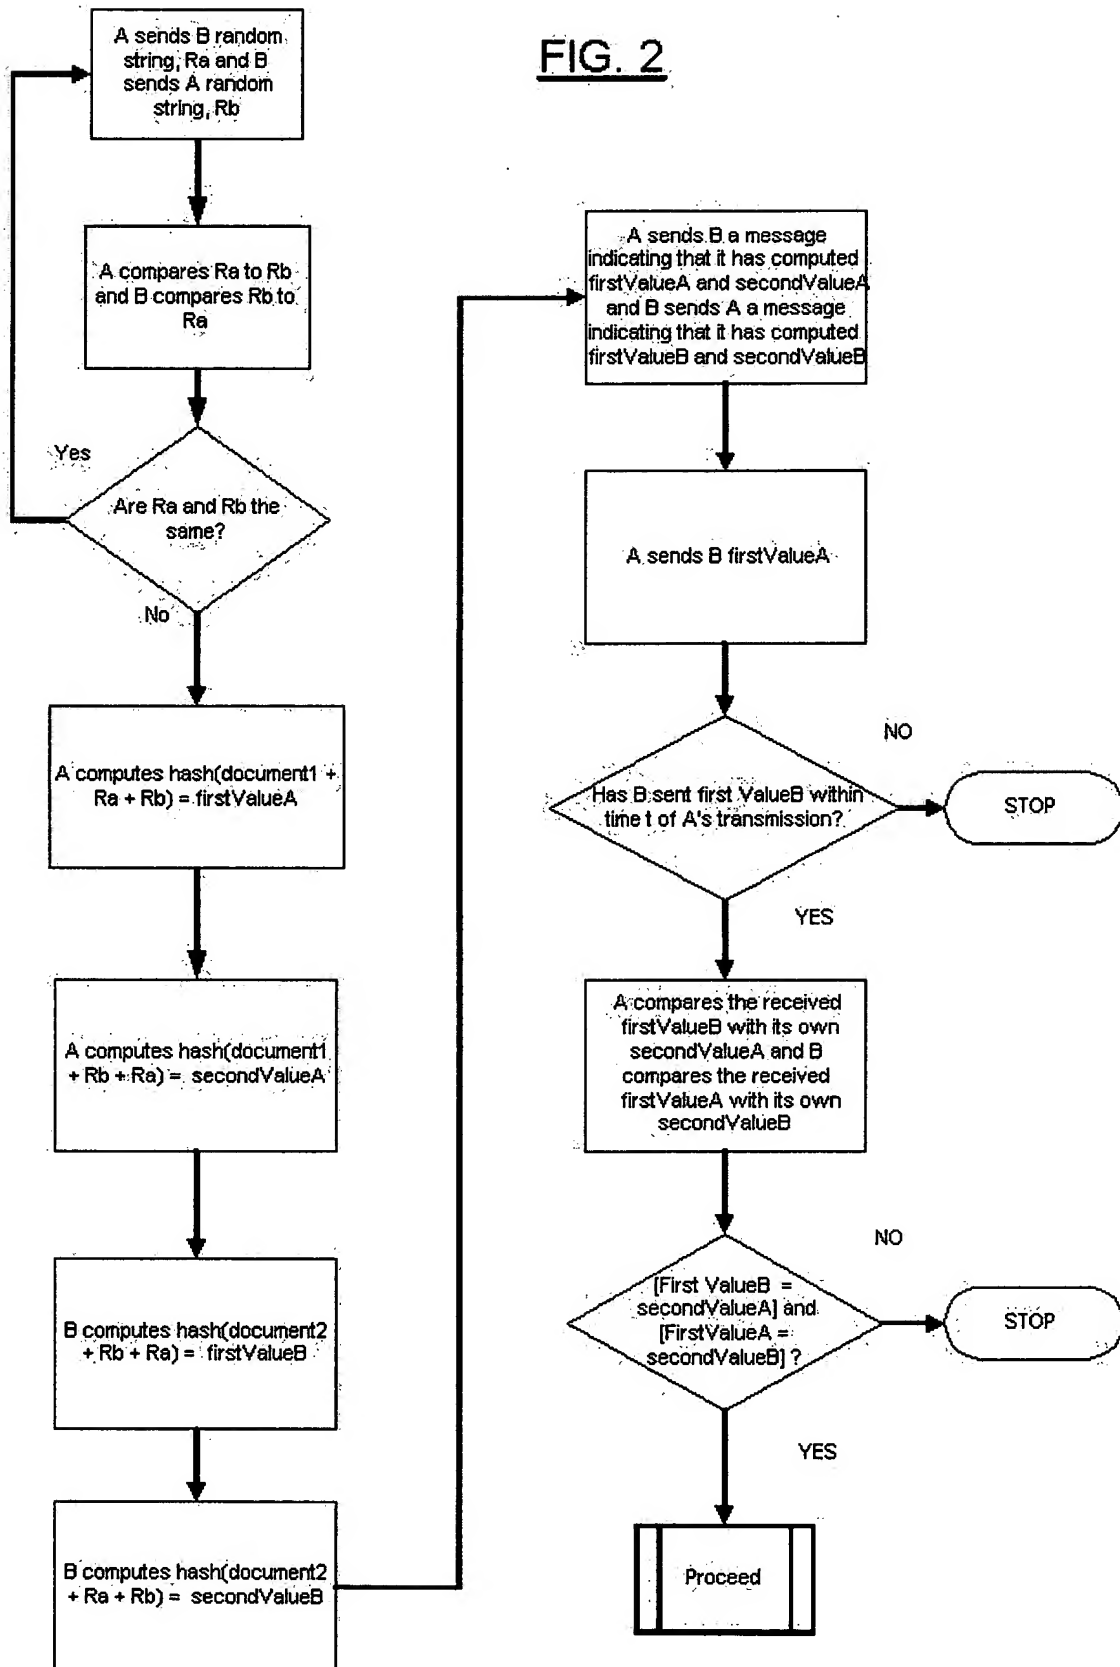 FIG. 2
A sends B random
string, Ra and B
sends A random
string, Rb
A compares Ra to Rb
and B compares Rb to
Ra
Yes
Are Ra and Rb the
same?
No
A computes hash(document1 +
Ra + Rb) = firstValueA
A computes hash(document1
+ Rb + Ra) = secondValueA
B computes hash(document2
+ Rb + Ra) = firstValueB
B computes hash(document2
+ Ra + Rb) = secondValueB
A sends B a message
indicating that it has computed
firstValueA and secondValueA
and B sends A a message
indicating that it has computed
firstValueB and secondValueB
A sends B firstValueA
NO
Has B sent first ValueB within
time t of A's transmission?
STOP
YES
A compares the received
firstValueB with its own
secondValueA and B
compares the received
firstValueA with its own
secondValueB
NO
[First ValueB =
secondValueA] and
[FirstValueA =
secondValueB] ?
STOP
YES
Proceed